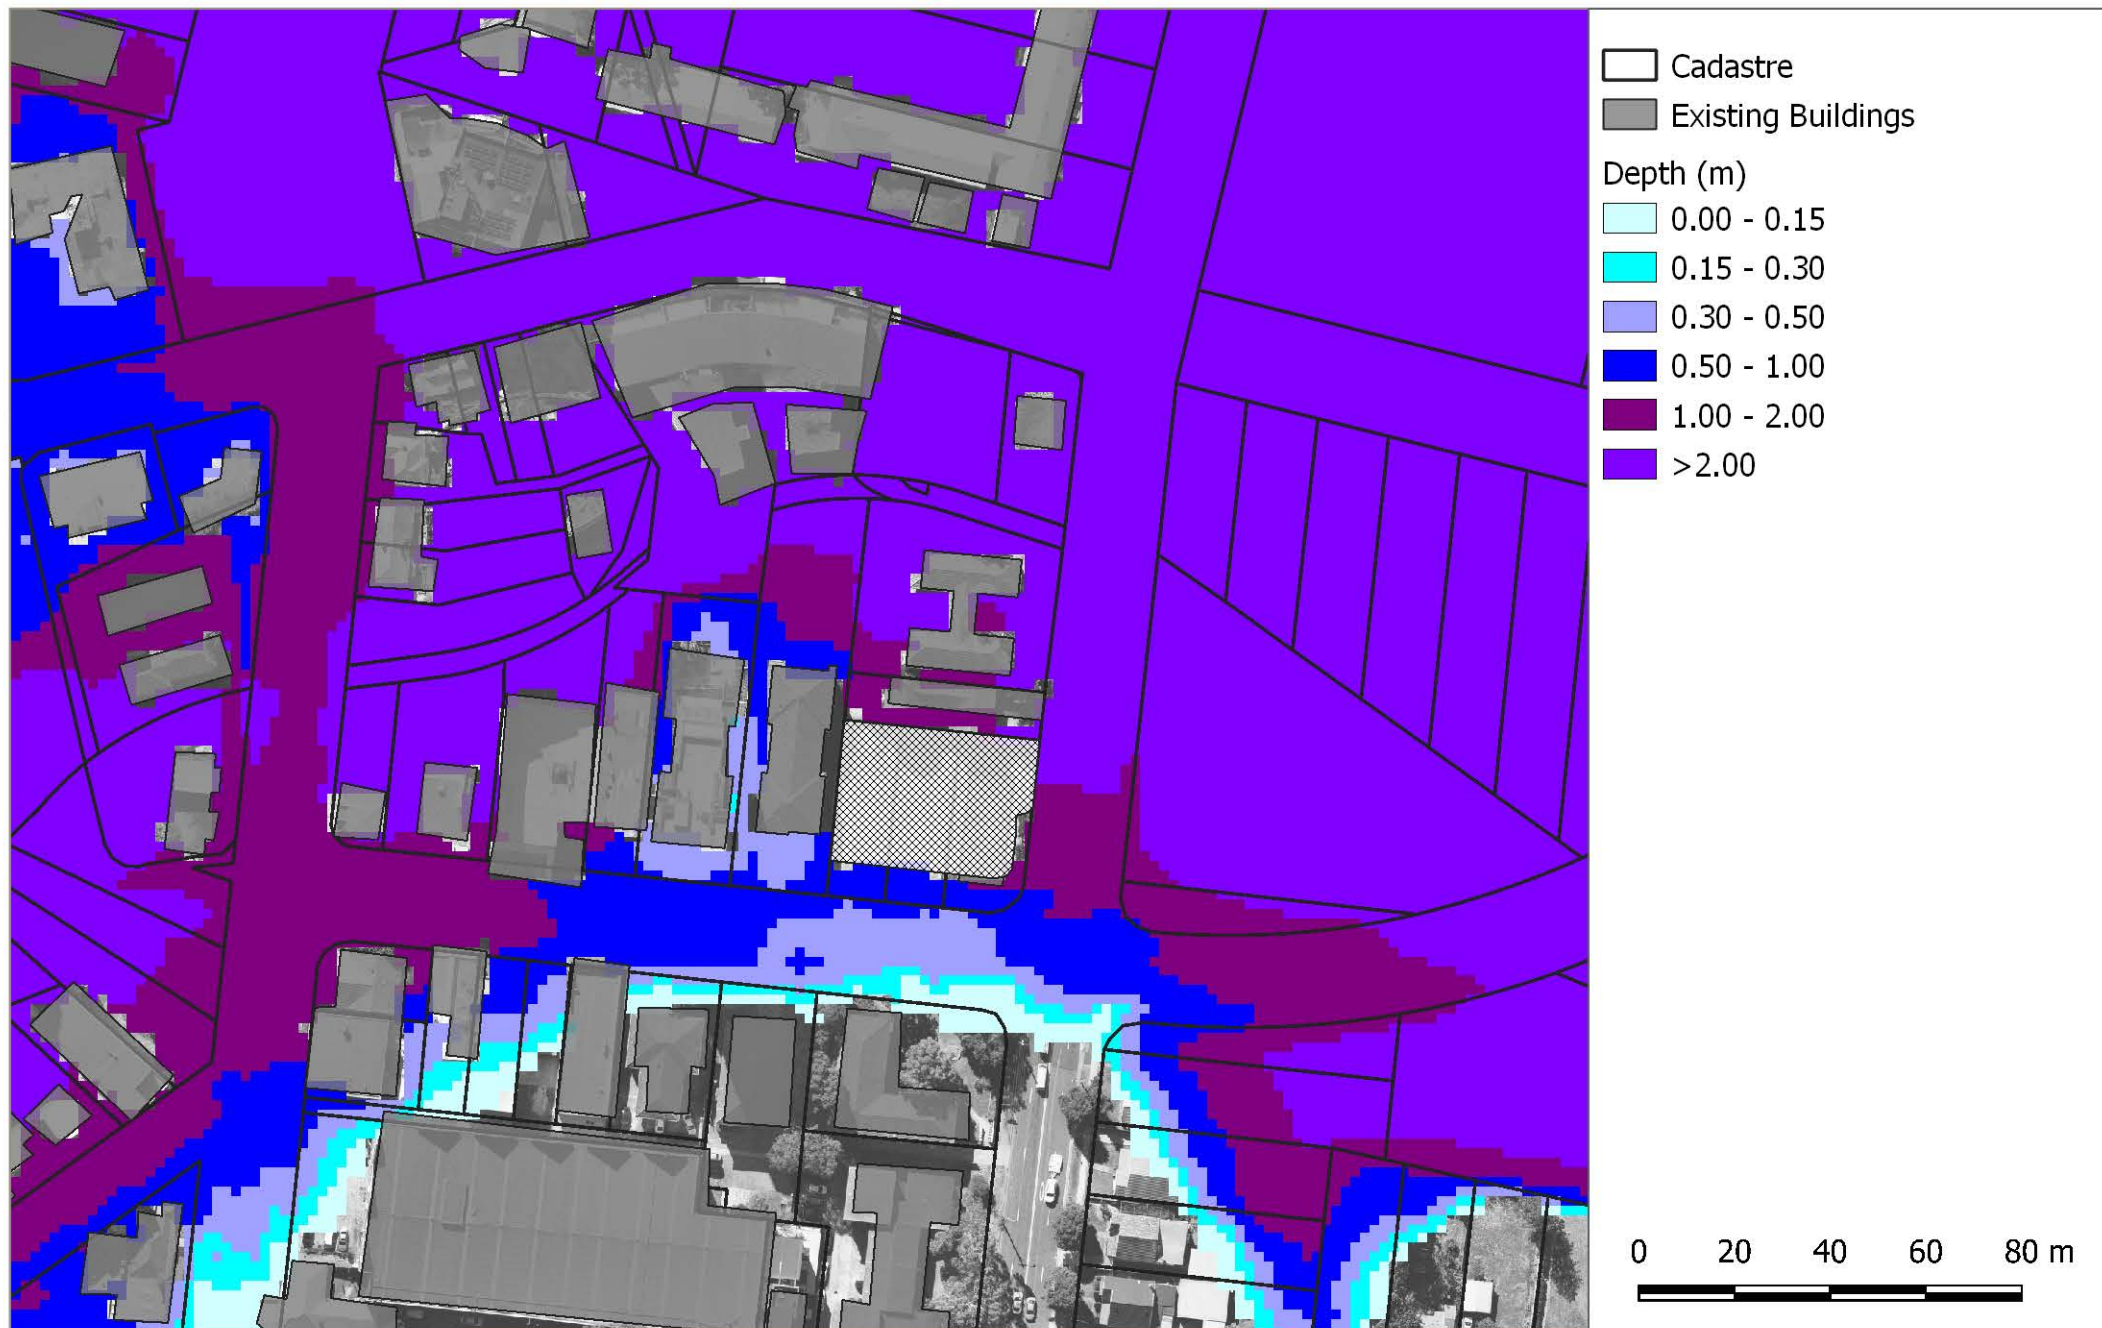 Cadastre
Existing Buildings
Depth (m)
0.00 - 0.15
0.15 - 0.30
0.30 - 0.50
0.50 - 1.00
1.00 - 2.00
>2.00
0 20 40 60 80 m